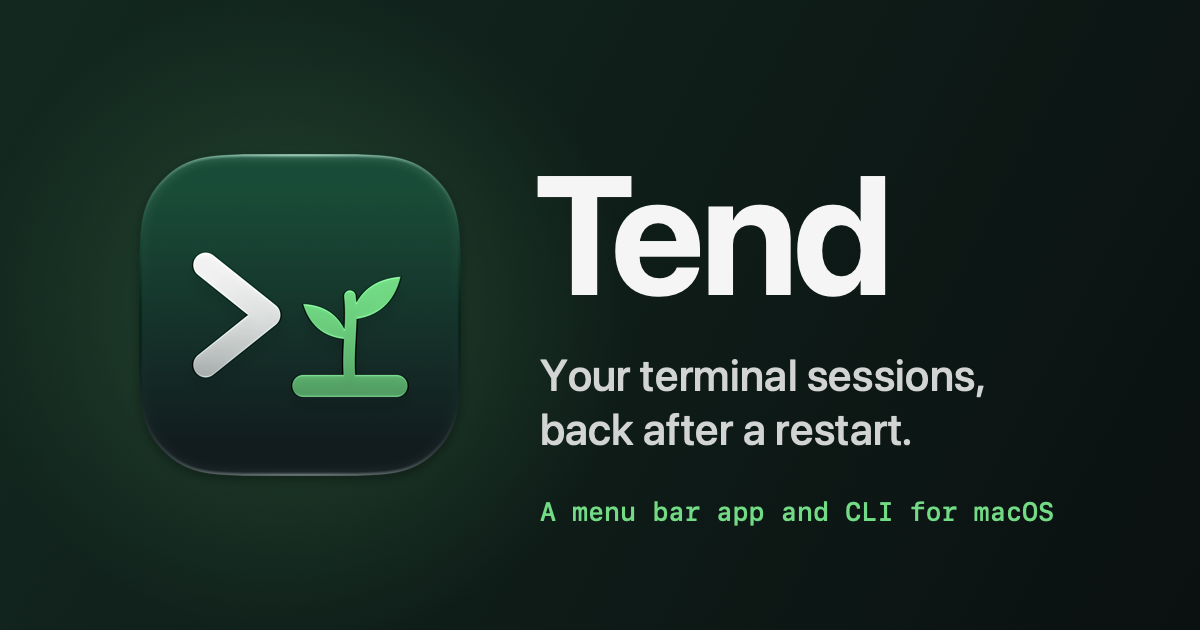 Tend
Your terminal sessions,
back after a restart.
A menu bar app and CLI for macOS